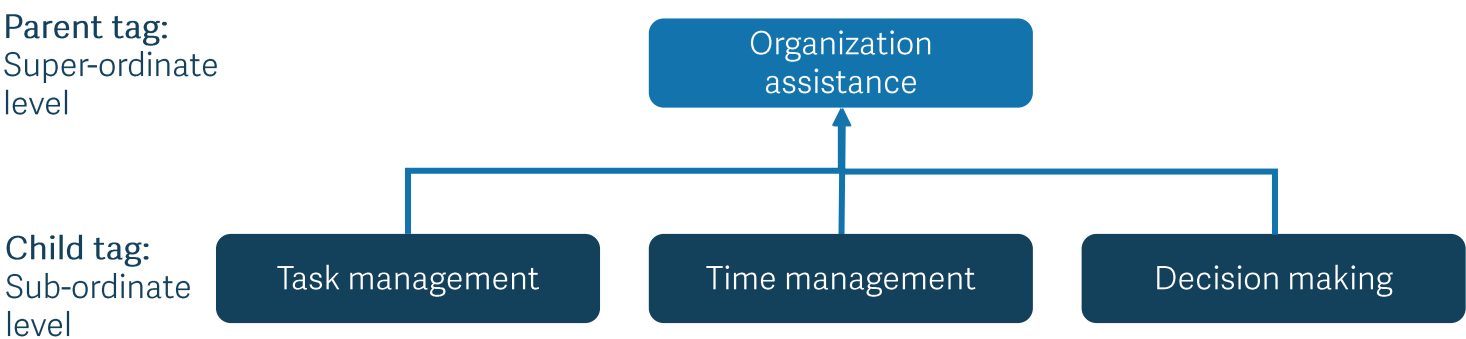 Parent tag:
Super-ordinate
level
Organization
assistance
Child tag:
Sub-ordinate
level
Task management
Time management
Decision making